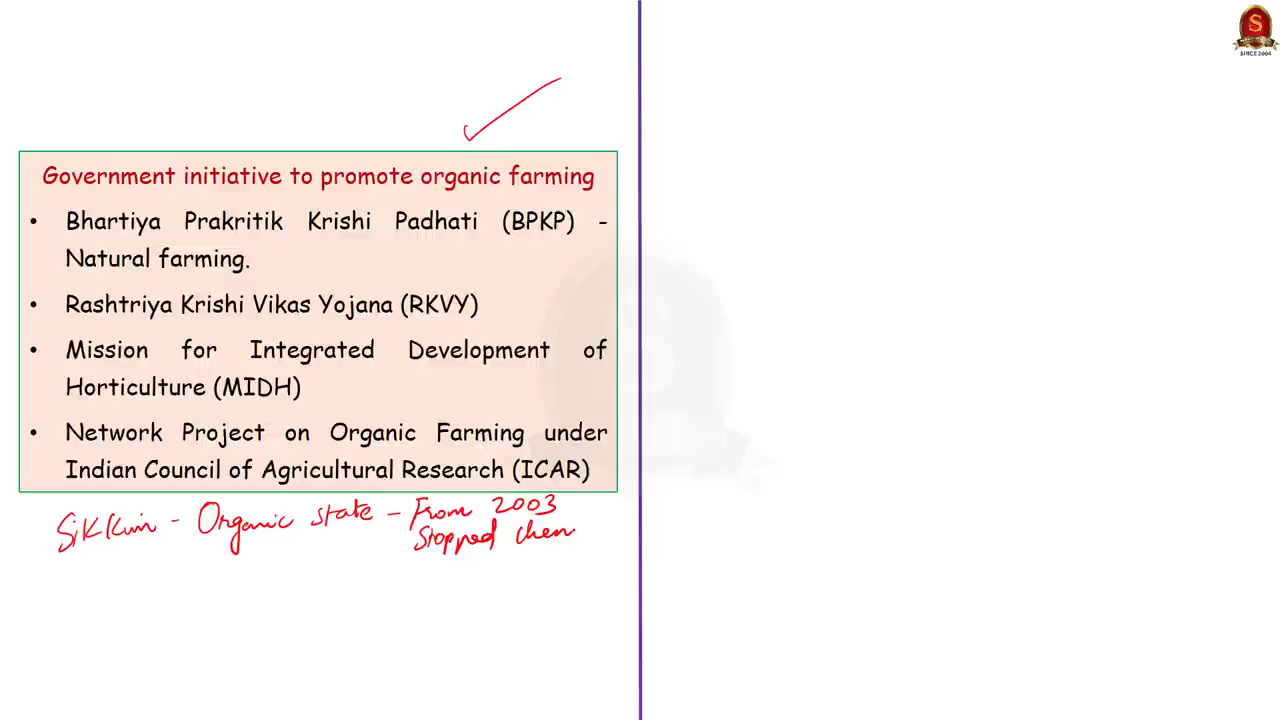 S
SINCE 2004
Government initiative to promote organic farming
• Bhartiya Prakritik Krishi Padhati (BPKP) -
Natural farming.
• Rashtriya Krishi Vikas Yojana (RKVY)
• Mission for Integrated Development of
Horticulture (MIDH)
• Network Project on Organic Farming under
Indian Council of Agricultural Research (ICAR)
Sikkim - Organic state - From 2003
Stopped chem